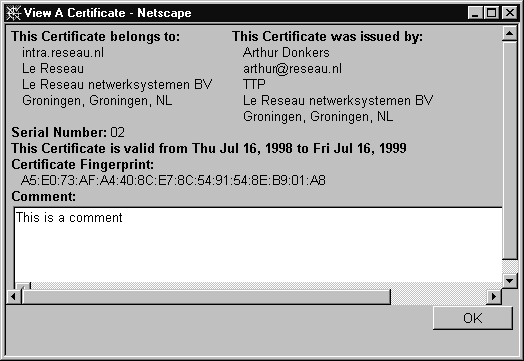 View A Certificate - Netscape
This Certificate belongs to:
intra.reseau.nl
Le Reseau
Le Reseau netwerksystemen BV
Groningen, Groningen, NL
This Certificate was issued by:
Arthur Donkers
arthur@reseau.nl
TTP
Le Reseau netwerksystemen BV
Groningen, Groningen, NL
Serial Number: 02
This Certificate is valid from Thu Jul 16, 1998 to Fri Jul 16, 1999
Certificate Fingerprint:
A5:E0:73:AF:A4:40:8C:E7:8C:54:91:54:8E:B9:01:A8
Comment:
This is a comment
OK